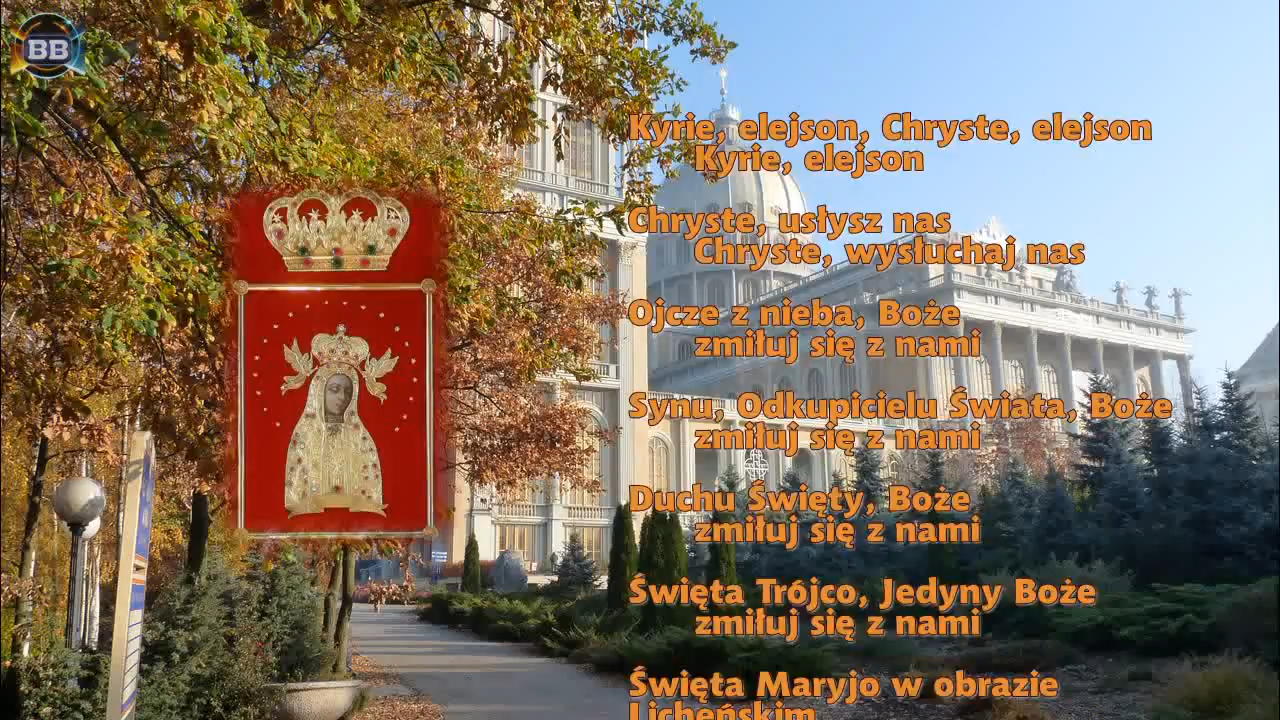 BB
Kyrie, elejson, Chryste, elejson
Kyrie, elejson
Chryste, usłysz nas
Chryste, wysłuchaj nas
Ojcze z nieba, Boże
zmiłuj się z nami
Synu, Odkupicielu Świata, Boże
zmiłuj się z nami
Duchu Święty, Boże
zmiłuj się z nami
Święta Trójco, Jedyny Boże
zmiłuj się z nami
Święta Maryjo w obrazie
Licheńskim